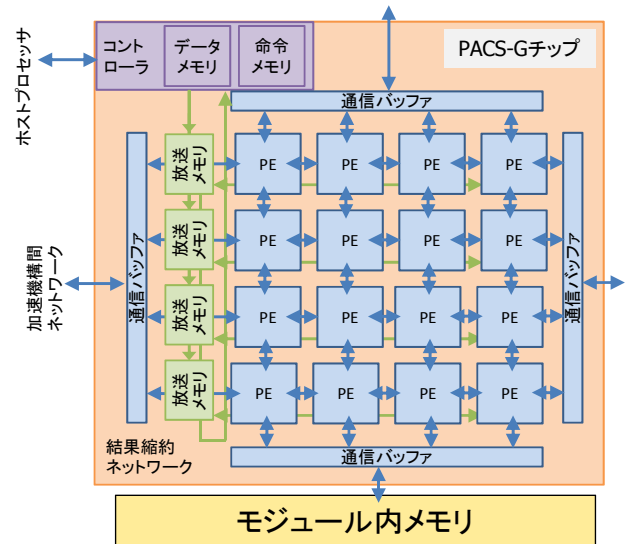 コント
ローラ
データ
メモリ
命令
メモリ
PACS-Gチップ
ホストプロセッサ
通信バッファ
放送
メモリ
PE
PE
PE
PE
放送
メモリ
PE
PE
PE
PE
加速機構間
ネットワーク
通信バッファ
通信バッファ
放送
メモリ
PE
PE
PE
PE
放送
メモリ
PE
PE
PE
PE
結果縮約
ネットワーク
通信バッファ
モジュール内メモリ